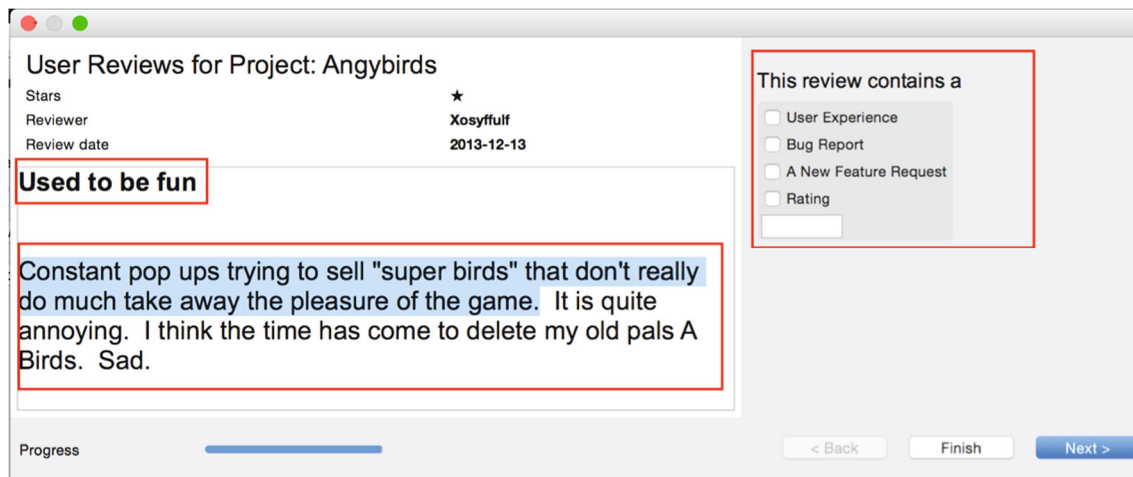 User Reviews for Project: Angybirds
Stars ★
Reviewer Xosyffulf
Review date 2013-12-13
Used to be fun
Constant pop ups trying to sell "super birds" that don't really
do much take away the pleasure of the game. It is quite
annoying. I think the time has come to delete my old pals A
Birds. Sad.
This review contains a
User Experience
Bug Report
A New Feature Request
Rating
Progress
< Back Finish Next >